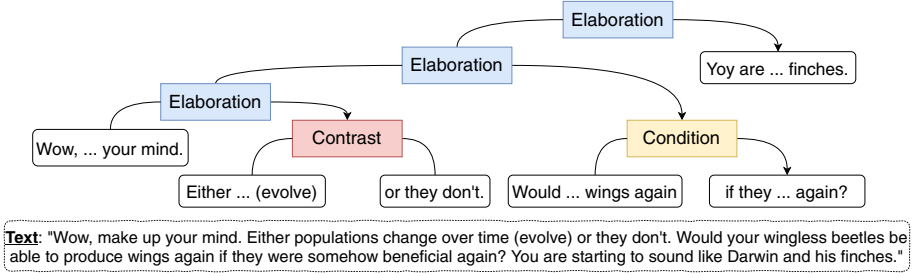 Elaboration
Elaboration
Yoy are ... finches.
Elaboration
Wow, ... your mind.
Contrast
Condition
Either ... (evolve)
or they don't.
Would ... wings again
if they ... again?
Text: "Wow, make up your mind. Either populations change over time (evolve) or they don't. Would your wingless beetles be
able to produce wings again if they were somehow beneficial again? You are starting to sound like Darwin and his finches."